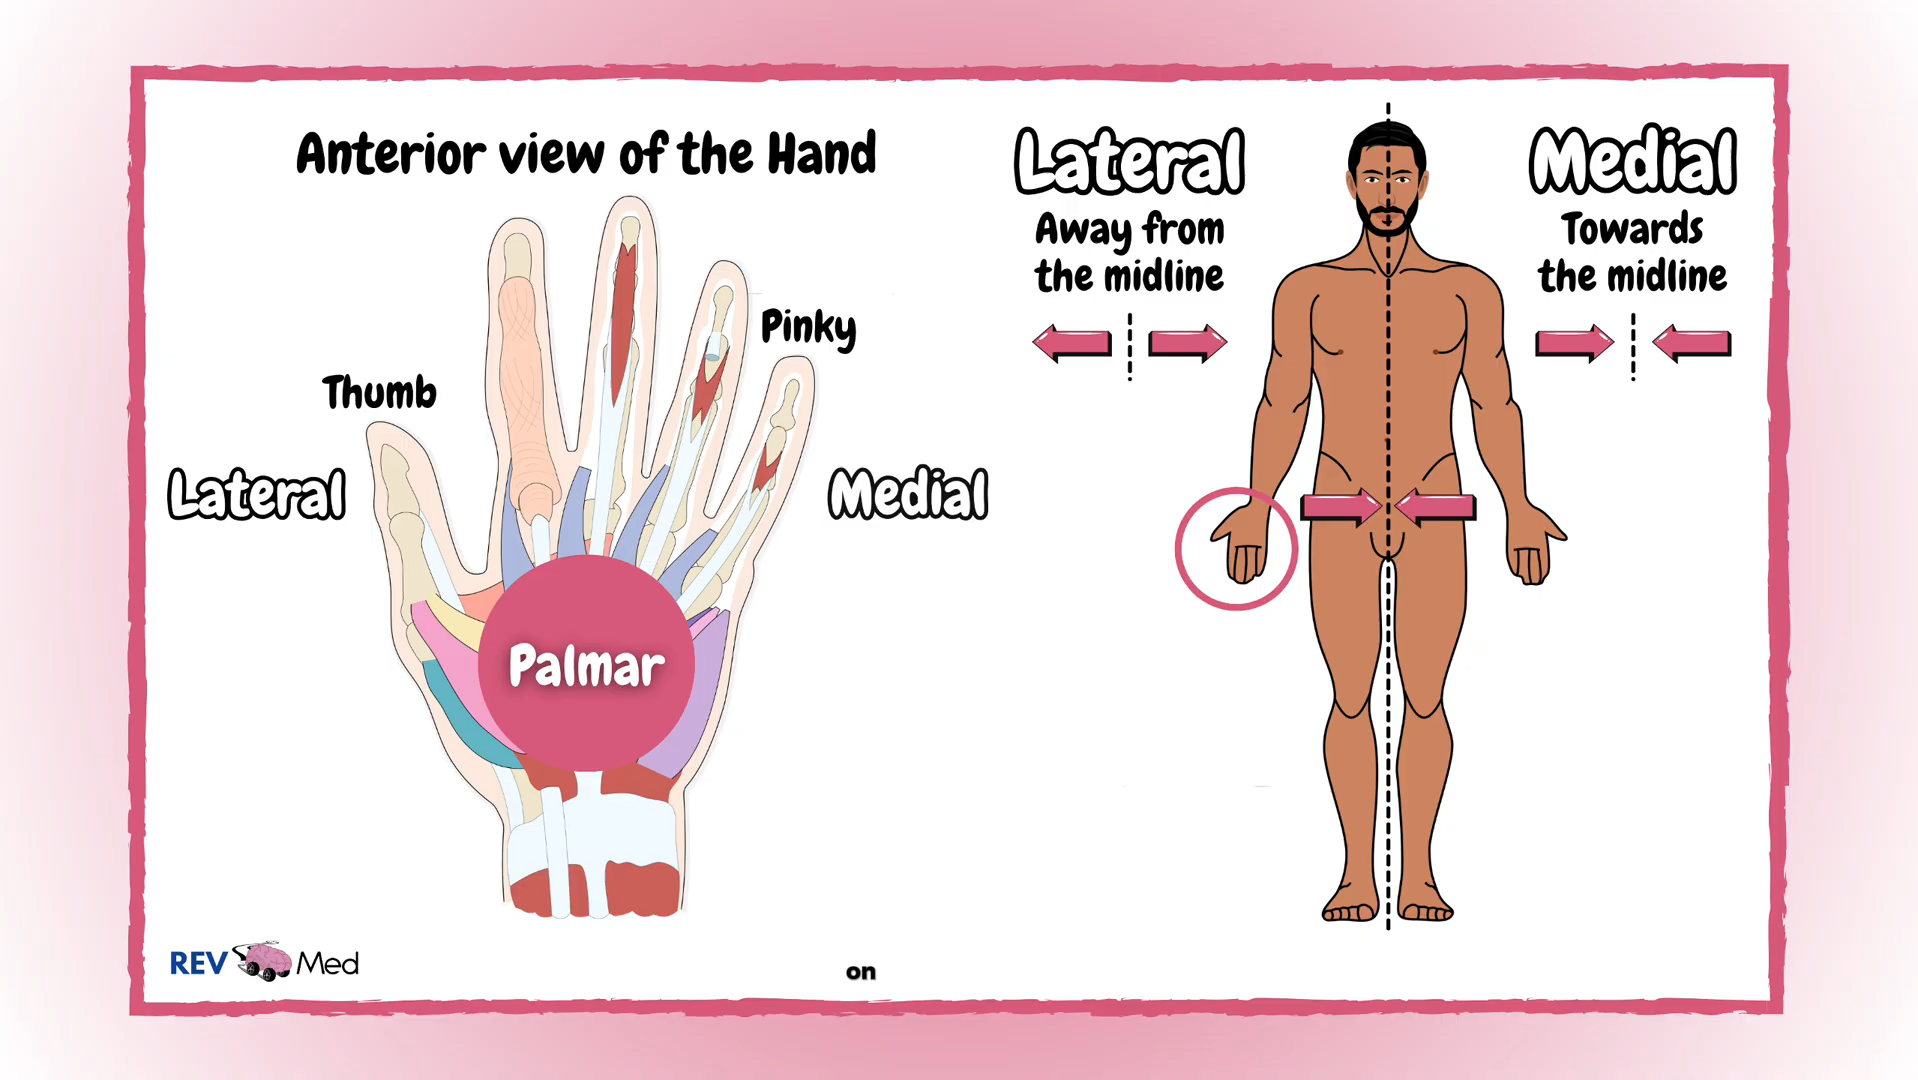 Anterior view of the Hand
Thumb
Pinky
Lateral
Medial
Palmar
Lateral
Away from
the midline
Medial
Towards
the midline
REV Med
on